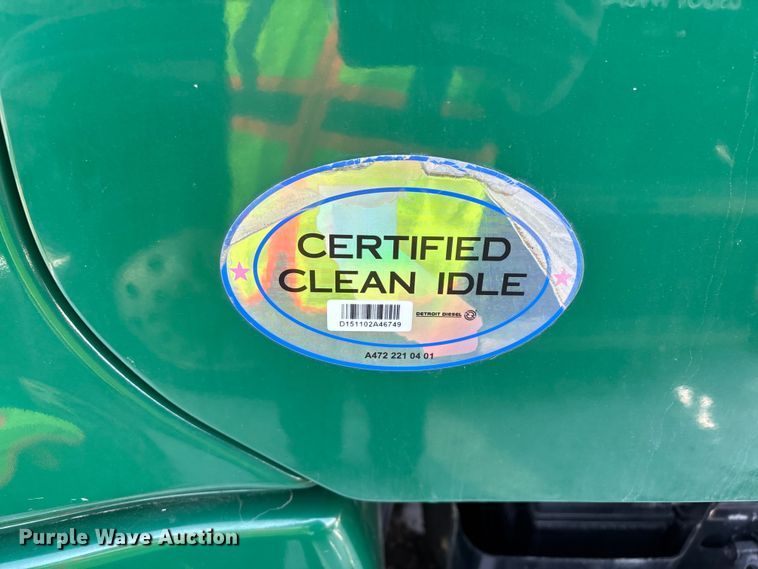 CERTIFIED
CLEAN IDLE
D151102A46749
DETROIT DIESEL
A472 221 04 01
Purple Wave Auction